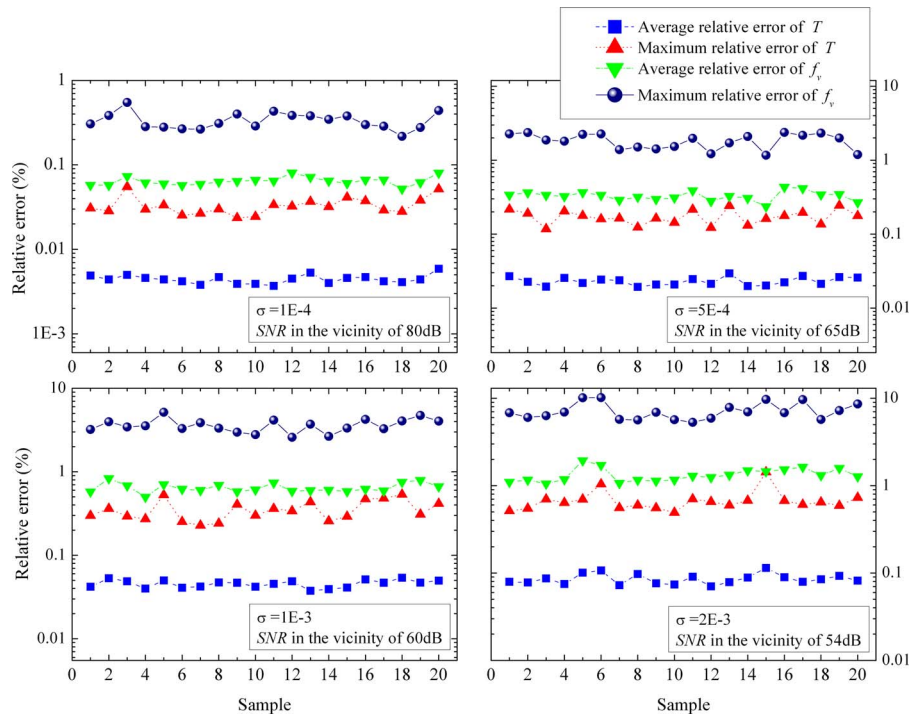 Average relative error of T
Maximum relative error of T
Average relative error of fv
Maximum relative error of fv
1
0.1
0.01
1E-3
Relative error (%)
0 2 4 6 8 10 12 14 16 18 20
σ =1E-4
SNR in the vicinity of 80dB
10
1
0.1
0.01
0 2 4 6 8 10 12 14 16 18 20
σ =5E-4
SNR in the vicinity of 65dB
10
1
0.1
0.01
Relative error (%)
0 2 4 6 8 10 12 14 16 18 20
Sample
σ =1E-3
SNR in the vicinity of 60dB
10
1
0.1
0.01
0 2 4 6 8 10 12 14 16 18 20
Sample
σ =2E-3
SNR in the vicinity of 54dB